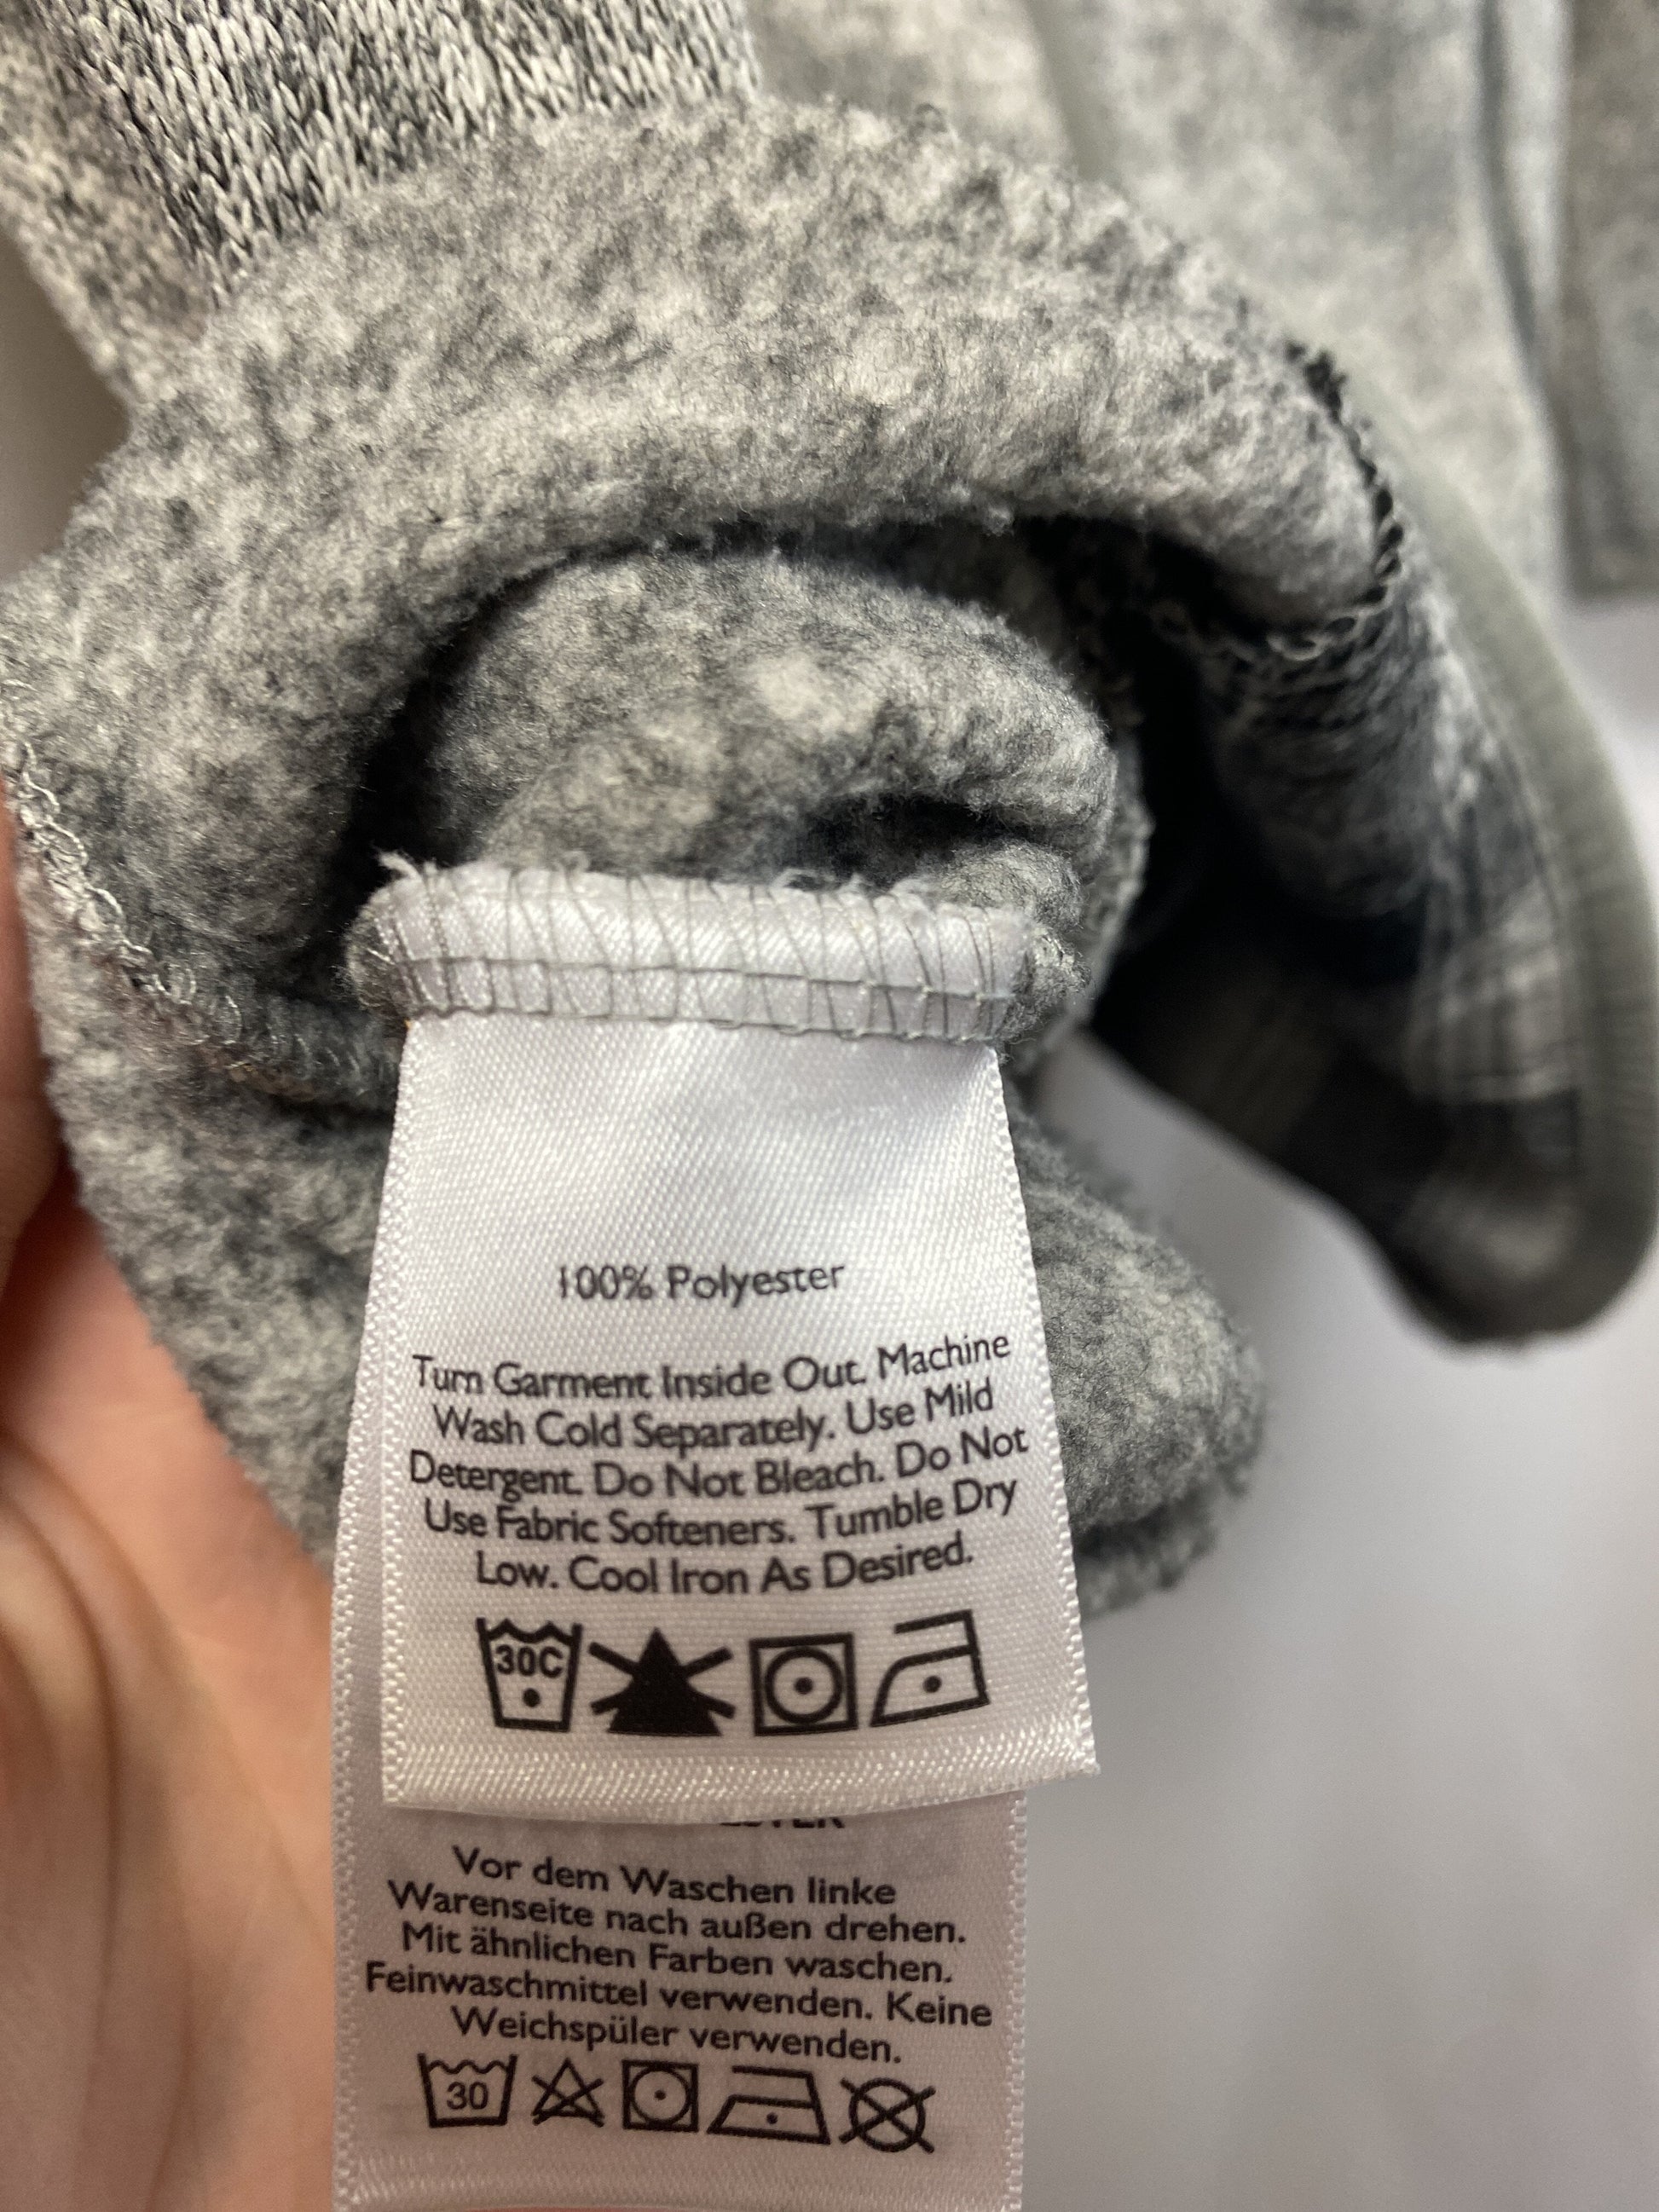 100% Polyester
Turn Garment Inside Out. Machine
Wash Cold Separately. Use Mild
Detergent. Do Not Bleach. Do Not
Use Fabric Softeners. Tumble Dry
Low. Cool Iron As Desired.
30C
Vor dem Waschen linke
Warenseite nach außen drehen.
Mit ähnlichen Farben waschen.
Feinwaschmittel verwenden. Keine
Weichspüler verwenden.
30